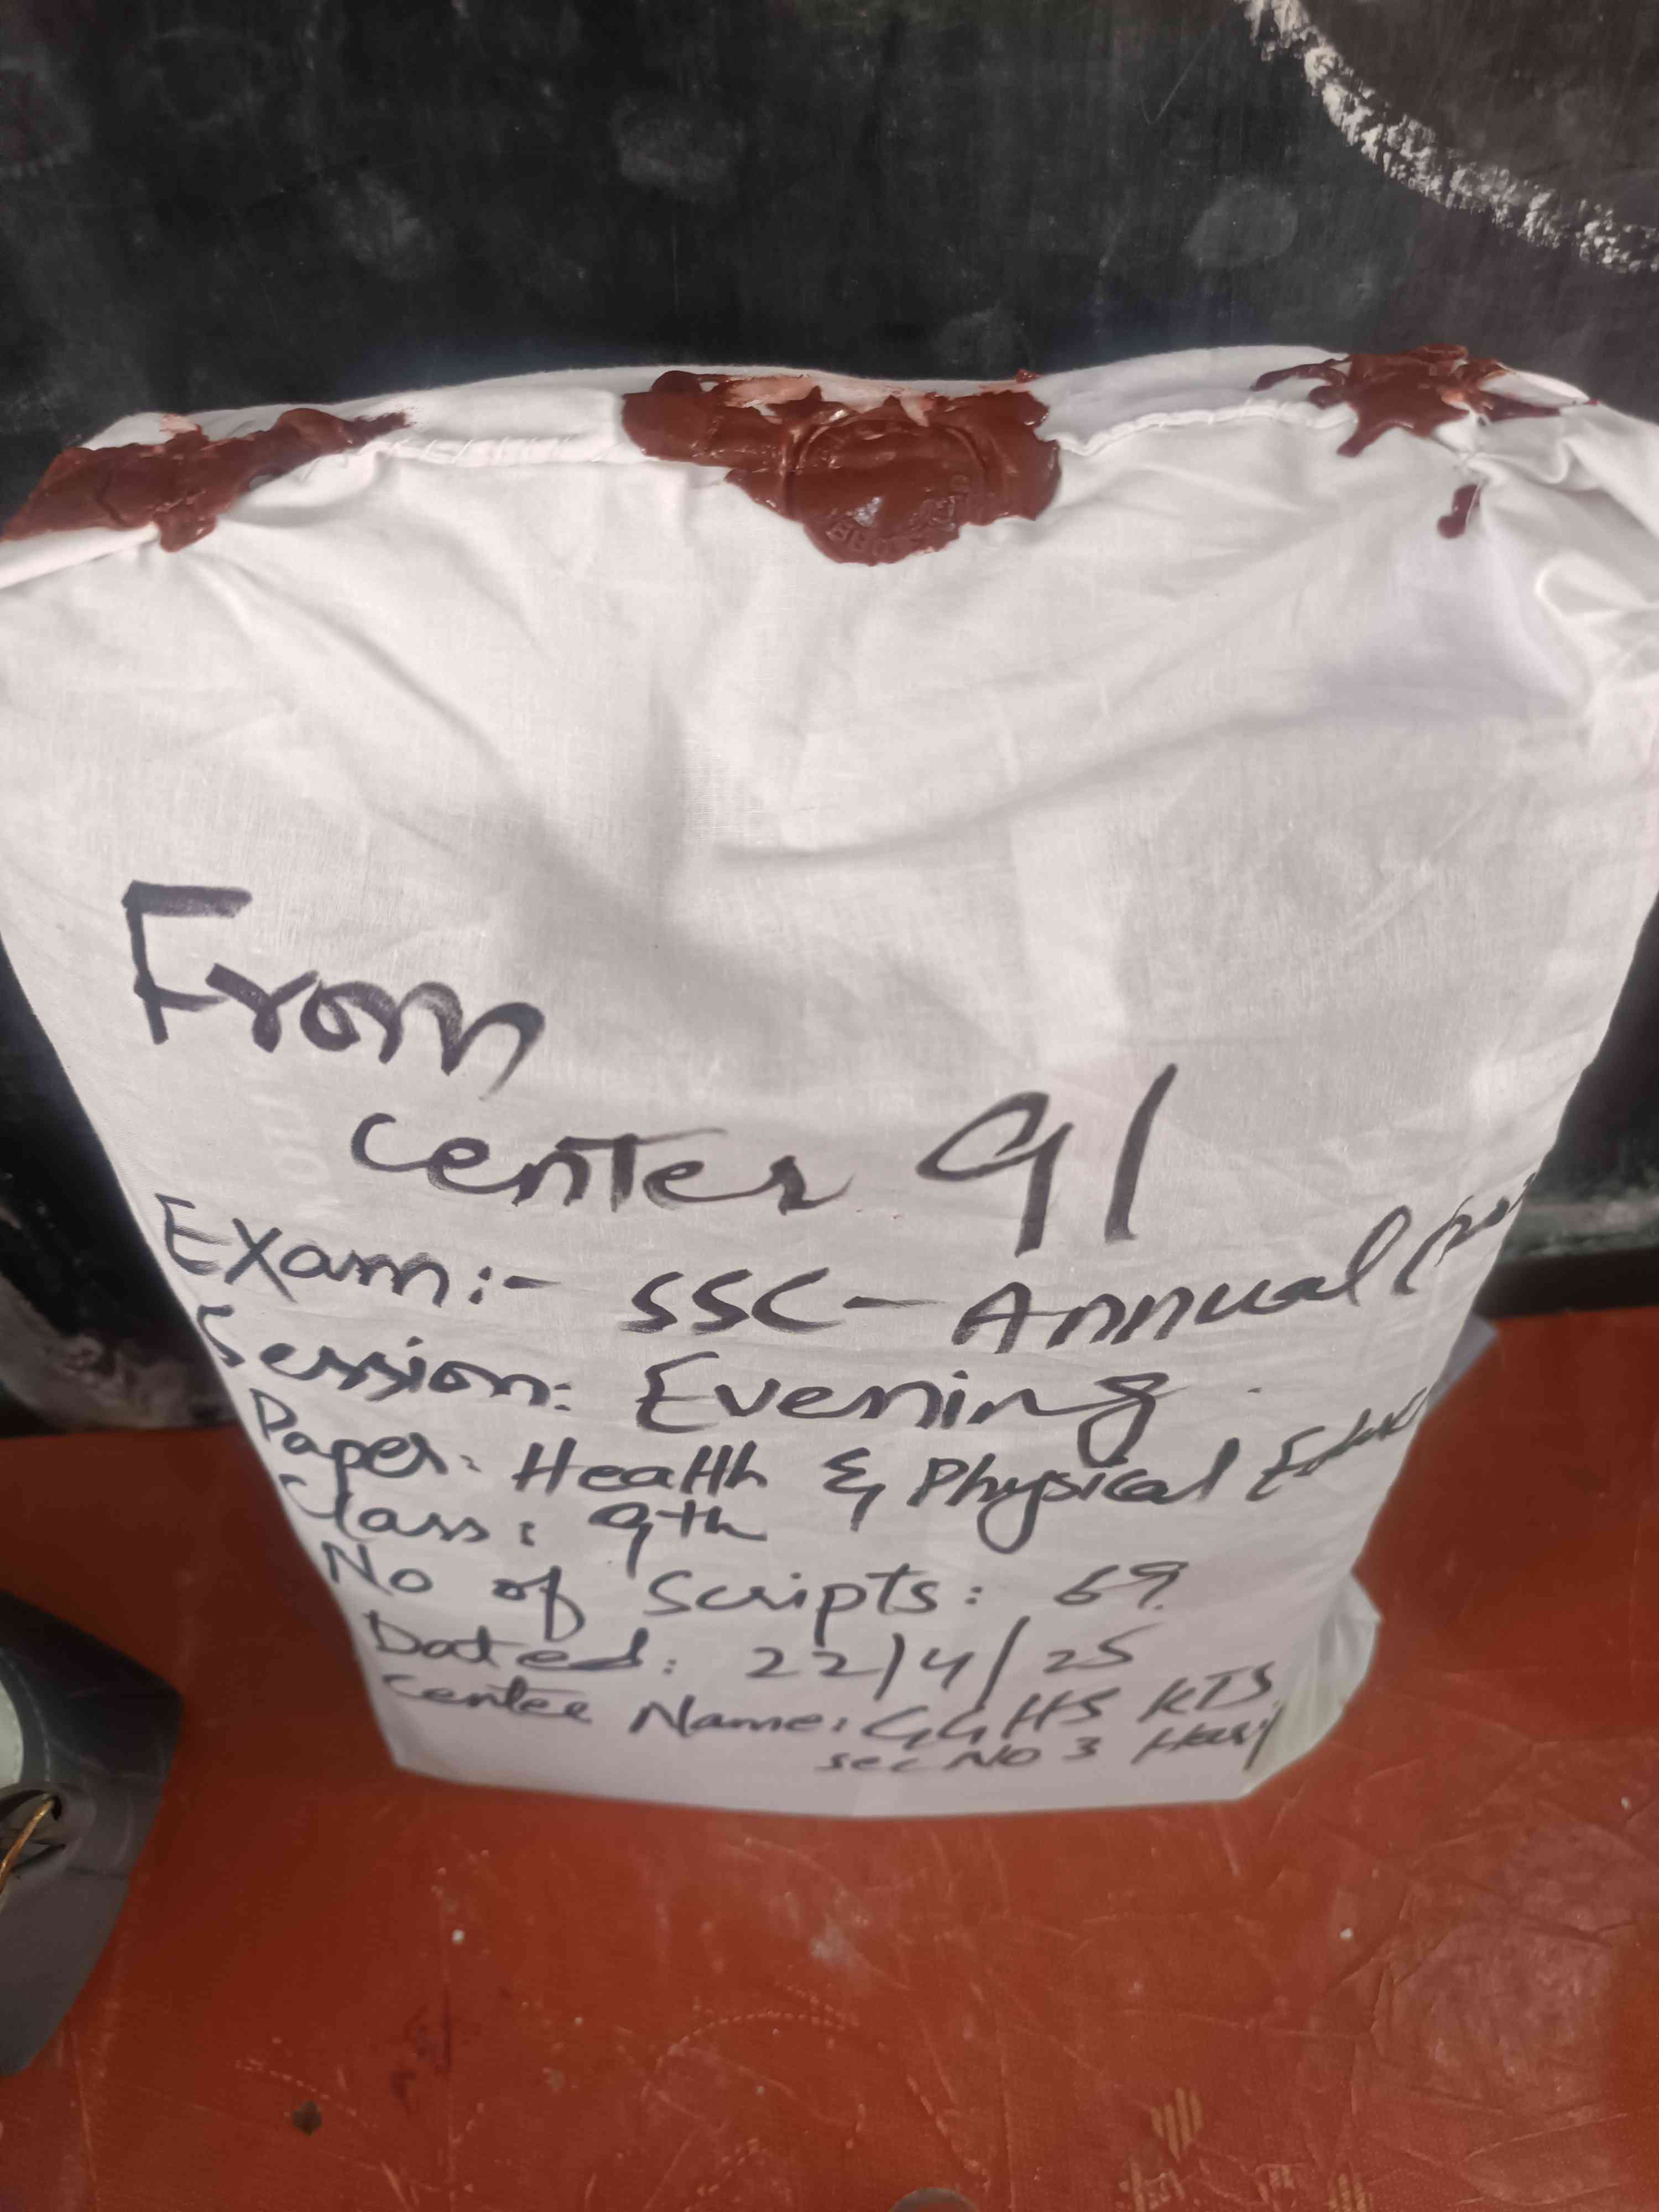 From
center 91
Exam:- SSC - Annual
Session: Evening
Paper: Health & Physical
Class: 9th
No of Scripts: 69
Dated: 22/4/25
Center Name: GGHS KTS
sec No 3